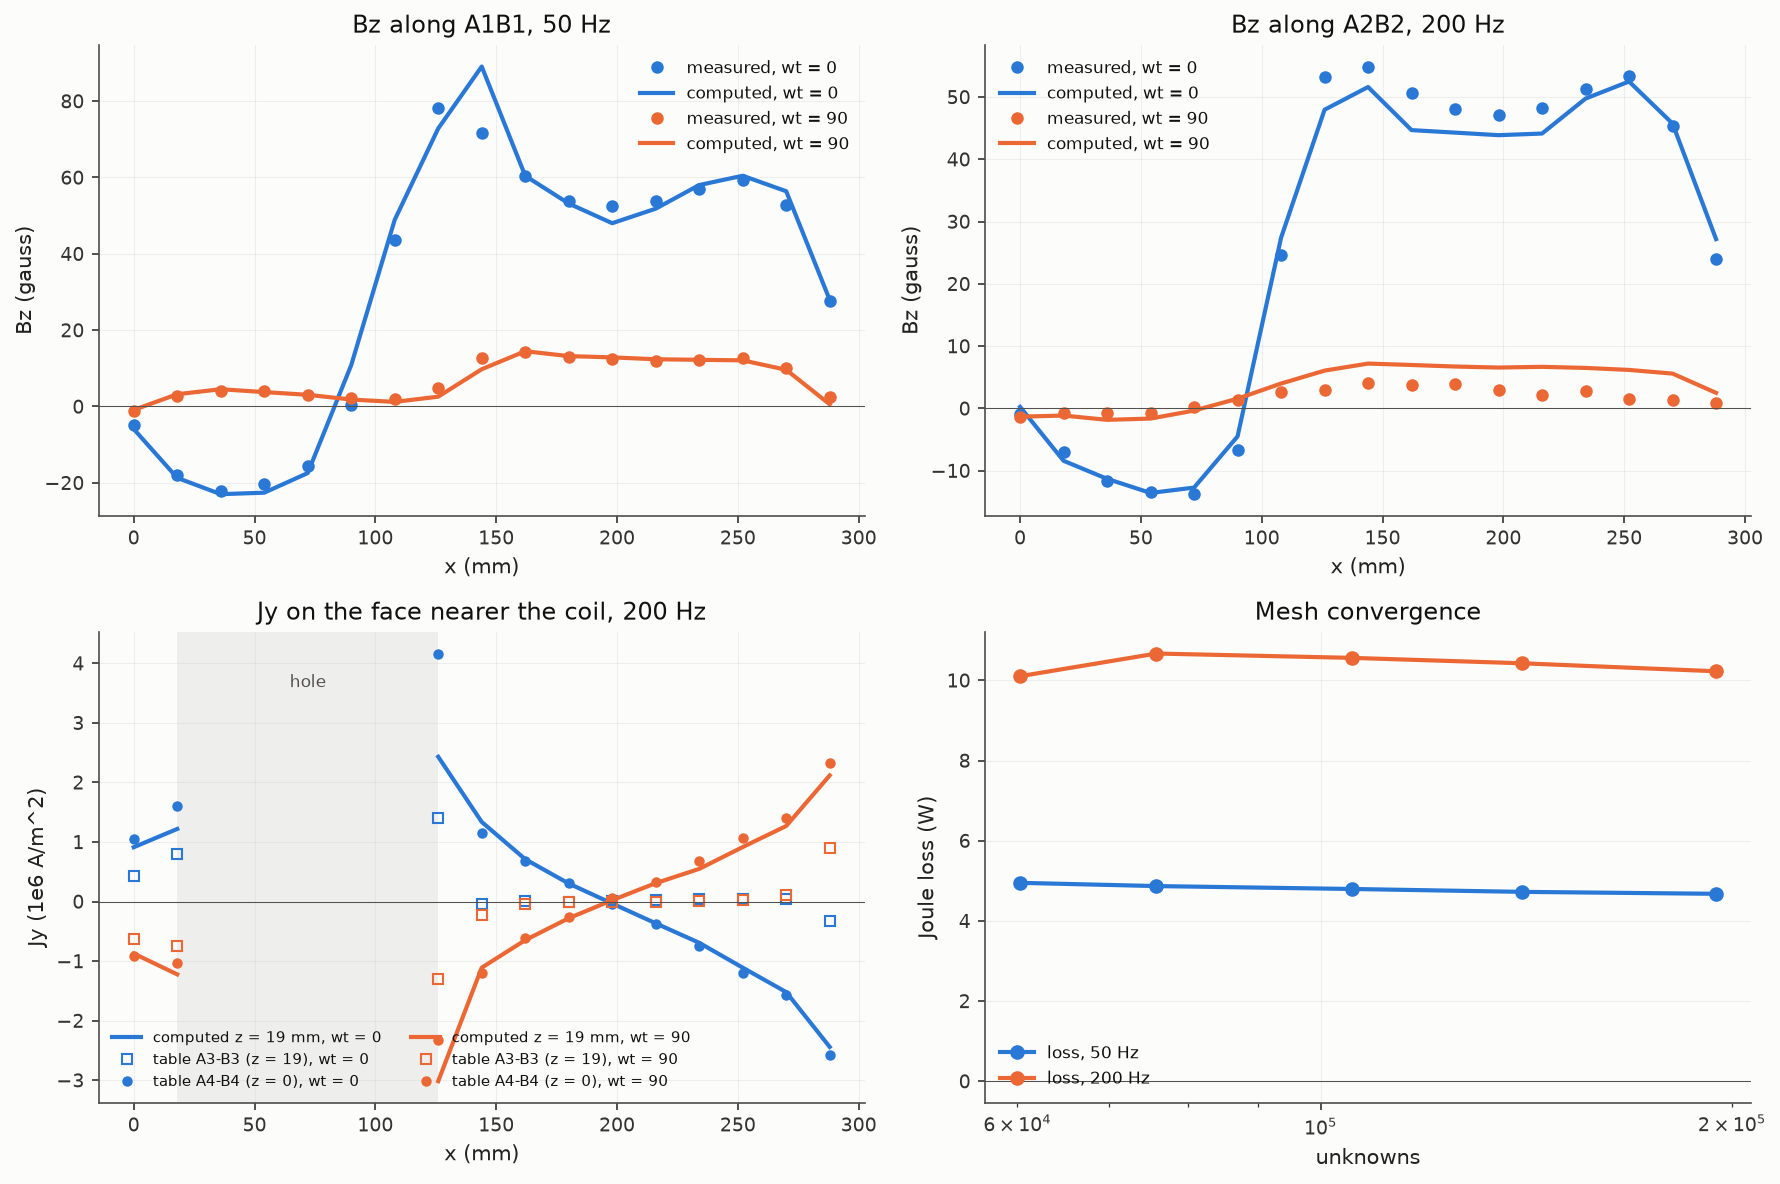 Bz along A1B1, 50 Hz
Bz (gauss)
80
60
40
20
0
−20
measured, wt = 0
computed, wt = 0
measured, wt = 90
computed, wt = 90
0 50 100 150 200 250 300
x (mm)
Bz along A2B2, 200 Hz
Bz (gauss)
50
40
30
20
10
0
−10
measured, wt = 0
computed, wt = 0
measured, wt = 90
computed, wt = 90
0 50 100 150 200 250 300
x (mm)
Jy on the face nearer the coil, 200 Hz
Jy (1e6 A/m^2)
4
3
2
1
0
−1
−2
−3
hole
computed z = 19 mm, wt = 0
table A3-B3 (z = 19), wt = 0
table A4-B4 (z = 0), wt = 0
computed z = 19 mm, wt = 90
table A3-B3 (z = 19), wt = 90
table A4-B4 (z = 0), wt = 90
0 50 100 150 200 250 300
x (mm)
Mesh convergence
Joule loss (W)
10
8
6
4
2
0
loss, 50 Hz
loss, 200 Hz
6 × 10⁴ 10⁵ 2 × 10⁵
unknowns